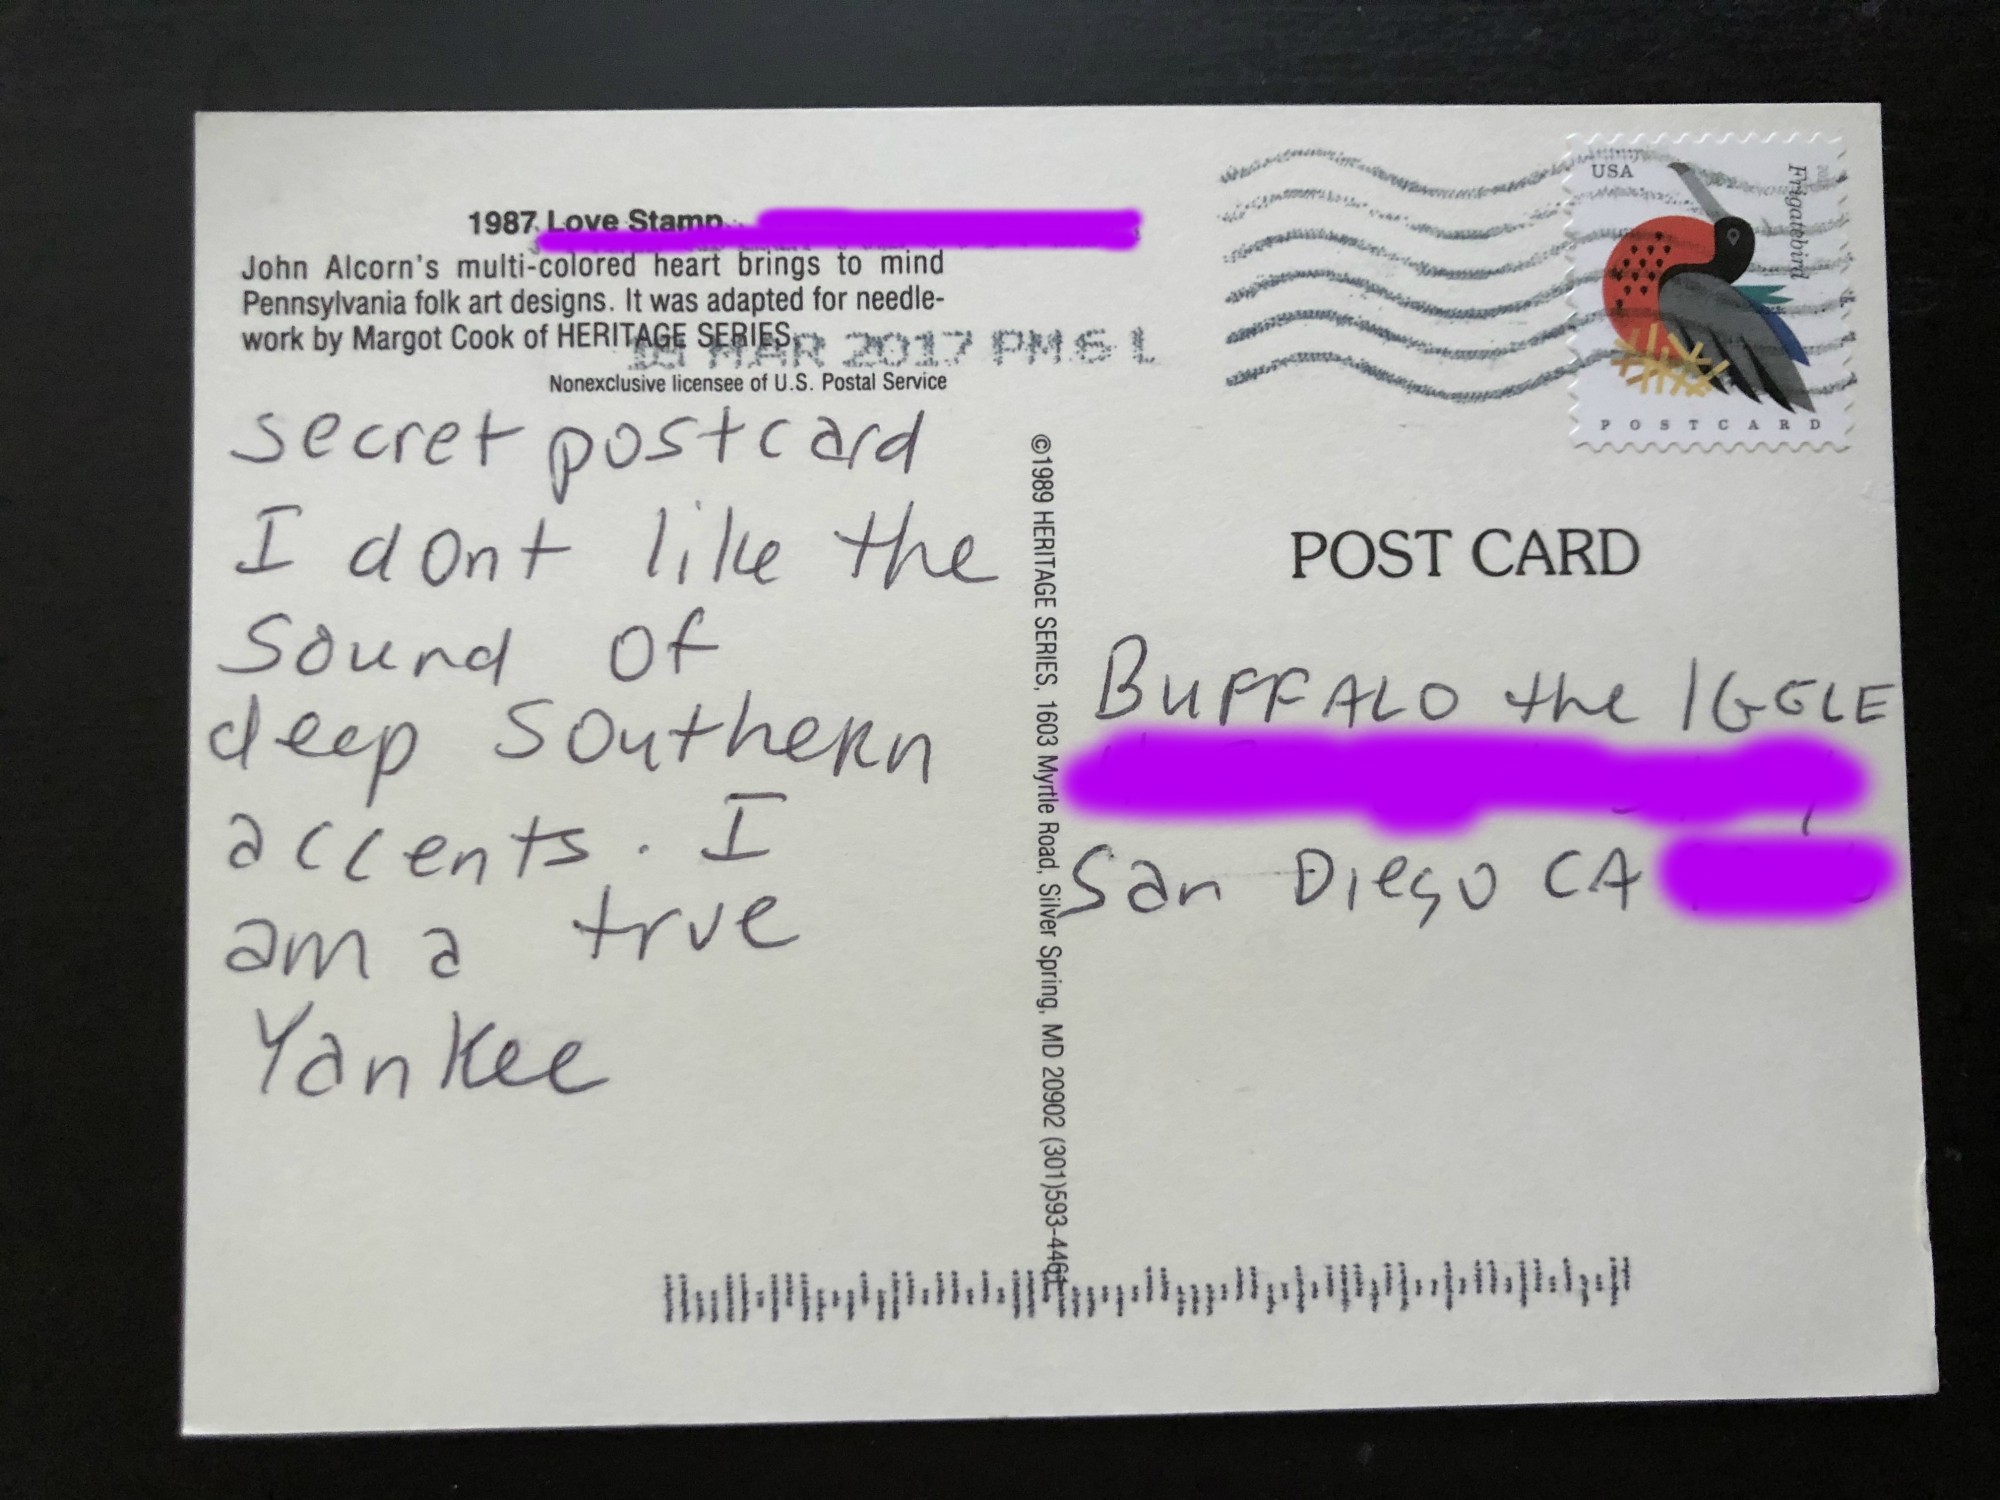 1987 Love Stamp
John Alcorn's multi-colored heart brings to mind
Pennsylvania folk art designs. It was adapted for needle-
work by Margot Cook of HERITAGE SERIES.
MAR 2017 PM 6 L
Nonexclusive licensee of U.S. Postal Service
secret postcard
I dont like the
sound of
deep southern
accents. I
am a true
Yankee
©1989 HERITAGE SERIES, 1603 Myrtle Road, Silver Spring, MD 20902 (301)593-4461
USA
Frigatebird
POSTCARD
POST CARD
BUFFALO the IGGLE
San Diego CA